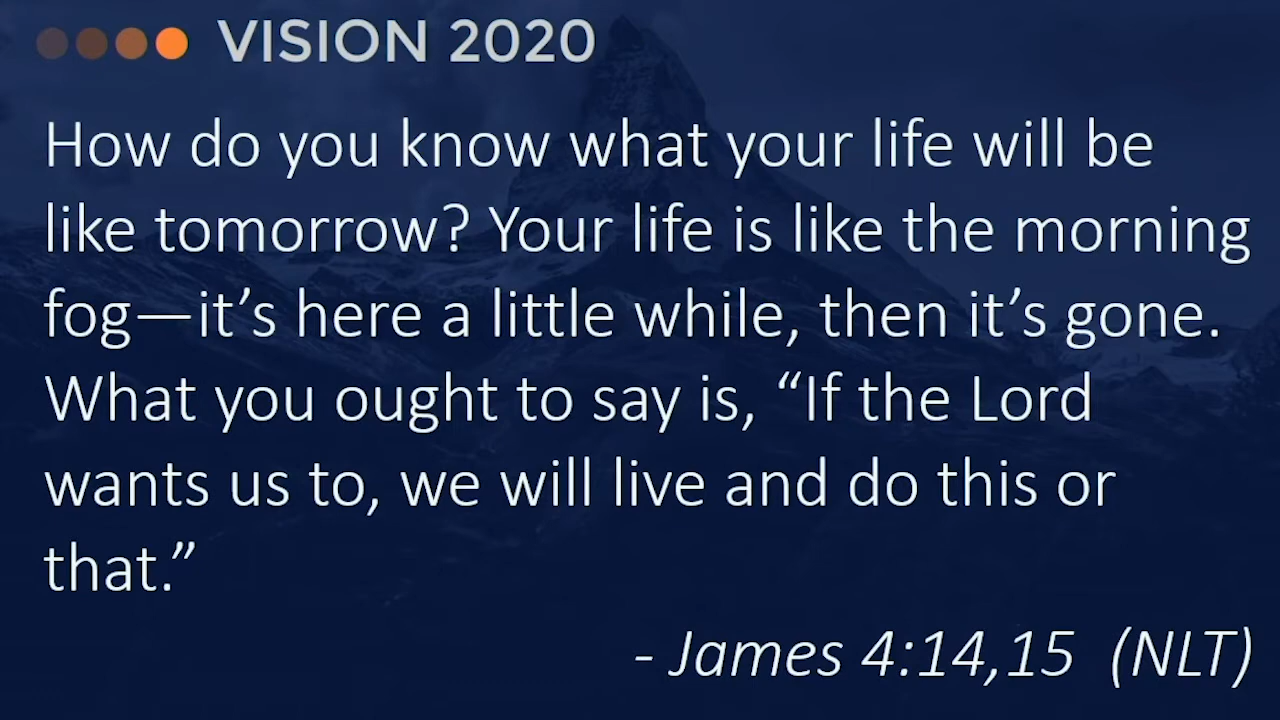 VISION 2020
How do you know what your life will be
like tomorrow? Your life is like the morning
fog—it’s here a little while, then it’s gone.
What you ought to say is, “If the Lord
wants us to, we will live and do this or
that.”
- James 4:14,15 (NLT)